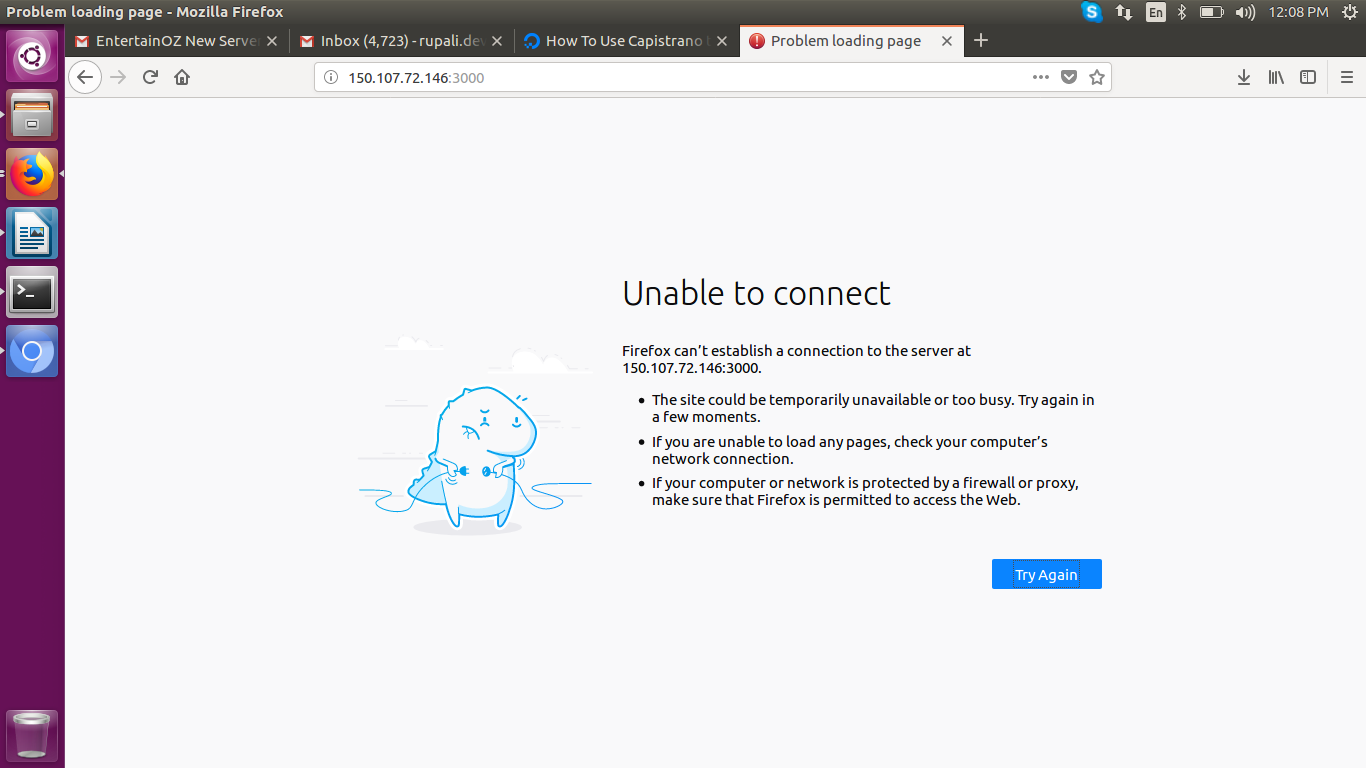 Problem loading page - Mozilla Firefox
En
12:08 PM
EntertainOZ New Serve
Inbox (4,723) - rupali.dev
How To Use Capistrano
Problem loading page
150.107.72.146:3000
Unable to connect
Firefox can’t establish a connection to the server at
150.107.72.146:3000.
The site could be temporarily unavailable or too busy. Try again in
a few moments.
If you are unable to load any pages, check your computer’s
network connection.
If your computer or network is protected by a firewall or proxy,
make sure that Firefox is permitted to access the Web.
Try Again